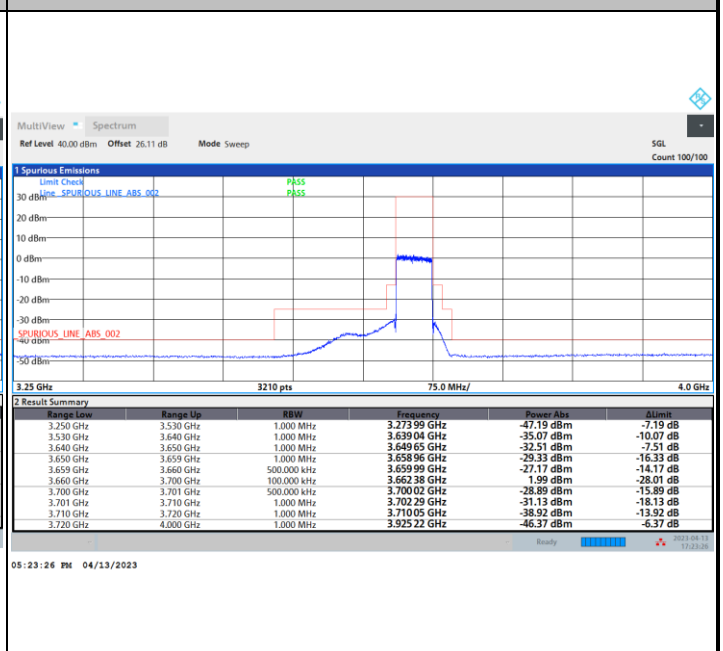 MultiView Spectrum
Ref Level 40.00 dBm Offset 26.11 dB Mode Sweep SGL
Count 100/100
1 Spurious Emissions
Limit Check PASS
Line SPURIOUS_LINE_ABS_002 PASS
30 dBm
20 dBm
10 dBm
0 dBm
-10 dBm
-20 dBm
-30 dBm
SPURIOUS_LINE_ABS_002
-40 dBm
-50 dBm
3.25 GHz 3210 pts 75.0 MHz/ 4.0 GHz
2 Result Summary
Range Low Range Up RBW Frequency Power Abs ΔLimit
3.250 GHz 3.530 GHz 1.000 MHz 3.273 99 GHz -47.19 dBm -7.19 dB
3.530 GHz 3.640 GHz 1.000 MHz 3.639 04 GHz -35.07 dBm -10.07 dB
3.640 GHz 3.650 GHz 1.000 MHz 3.649 65 GHz -32.51 dBm -7.51 dB
3.650 GHz 3.659 GHz 1.000 MHz 3.658 96 GHz -29.33 dBm -16.33 dB
3.659 GHz 3.660 GHz 500.000 kHz 3.659 99 GHz -27.17 dBm -14.17 dB
3.660 GHz 3.700 GHz 100.000 kHz 3.662 38 GHz 1.99 dBm -28.01 dB
3.700 GHz 3.701 GHz 500.000 kHz 3.700 02 GHz -28.89 dBm -15.89 dB
3.701 GHz 3.710 GHz 1.000 MHz 3.702 29 GHz -31.13 dBm -18.13 dB
3.710 GHz 3.720 GHz 1.000 MHz 3.710 05 GHz -38.92 dBm -13.92 dB
3.720 GHz 4.000 GHz 1.000 MHz 3.925 22 GHz -46.37 dBm -6.37 dB
Ready 2023-04-13
17:23:26
05:23:26 PM 04/13/2023